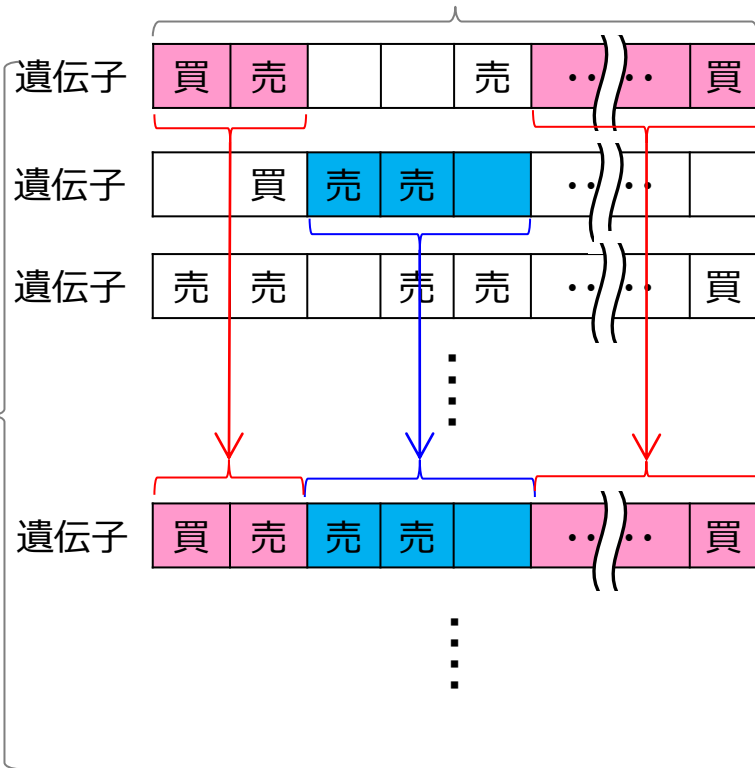 遺伝子 買 売 売 ・・・・ 買
遺伝子 買 売 売 ・・・・
遺伝子 売 売 売 売 ・・・・ 買
遺伝子 買 売 売 売 ・・・・ 買